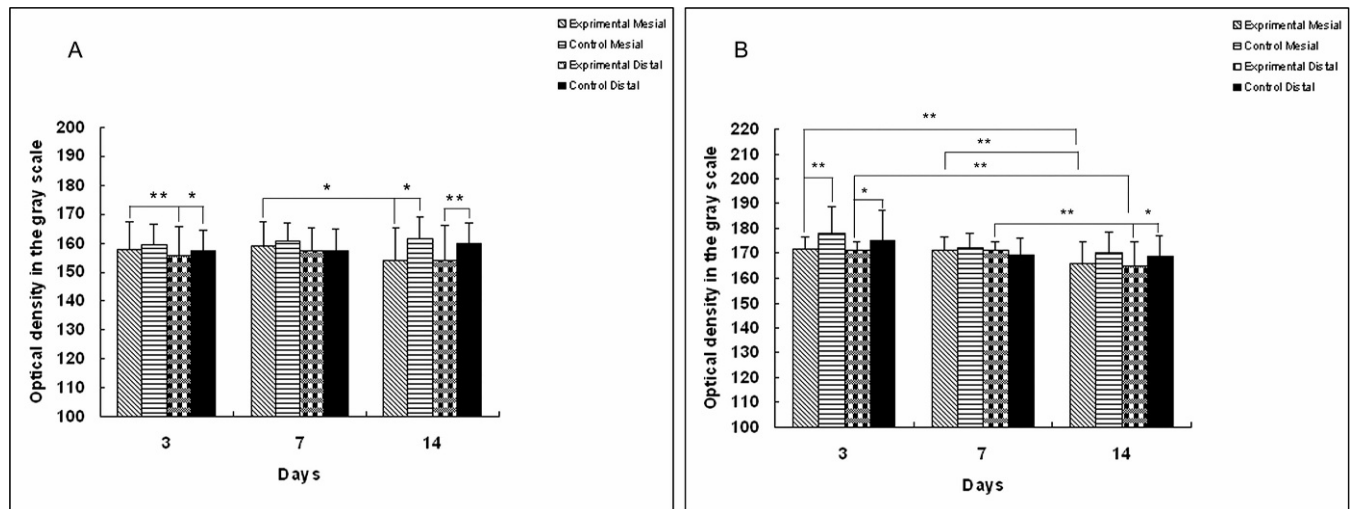 A
Exprimental Mesial
Control Mesial
Exprimental Distal
Control Distal
Optical density in the gray scale
200
190
180
170
160
150
140
130
120
110
100
** * * * **
3 7 14
Days
B
Exprimental Mesial
Control Mesial
Exprimental Distal
Control Distal
Optical density in the gray scale
220
210
200
190
180
170
160
150
140
130
120
110
100
**
**
** **
*
** *
3 7 14
Days